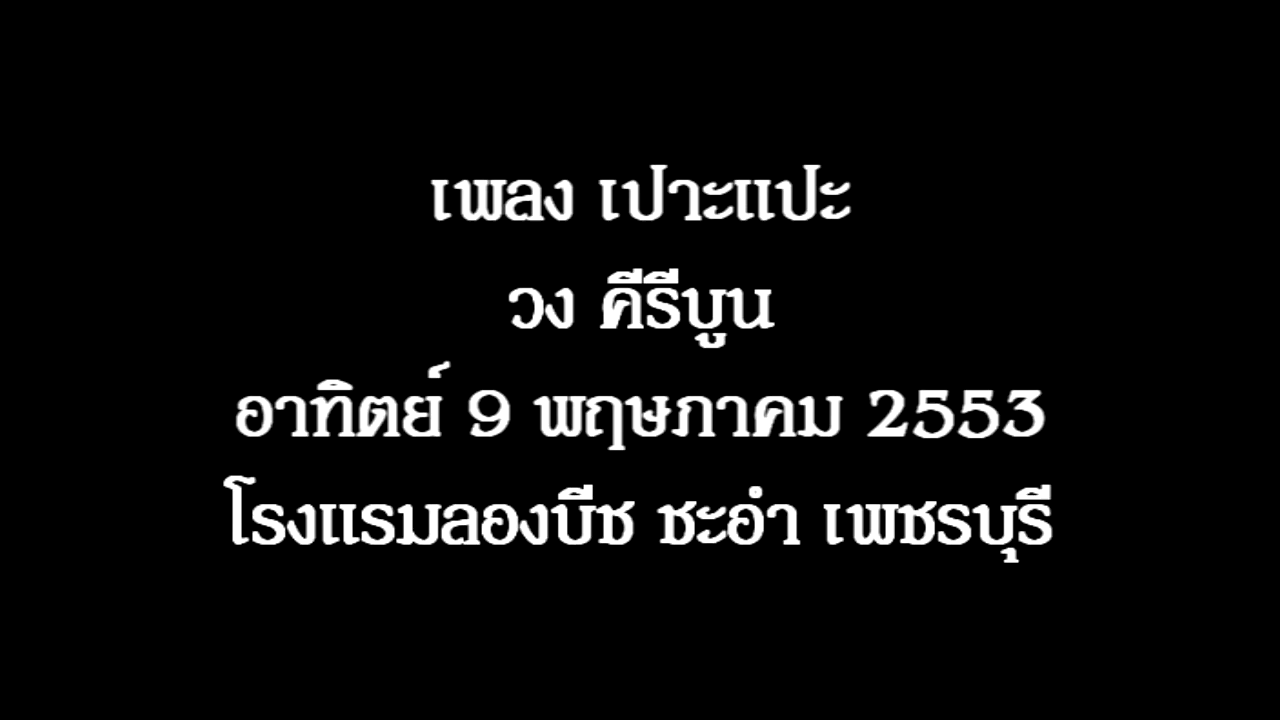 เพลง เปาะแปะ
วง คีรีบูน
อาทิตย์ 9 พฤษภาคม 2553
โรงแรมลองบีช ชะอำ เพชรบุรี